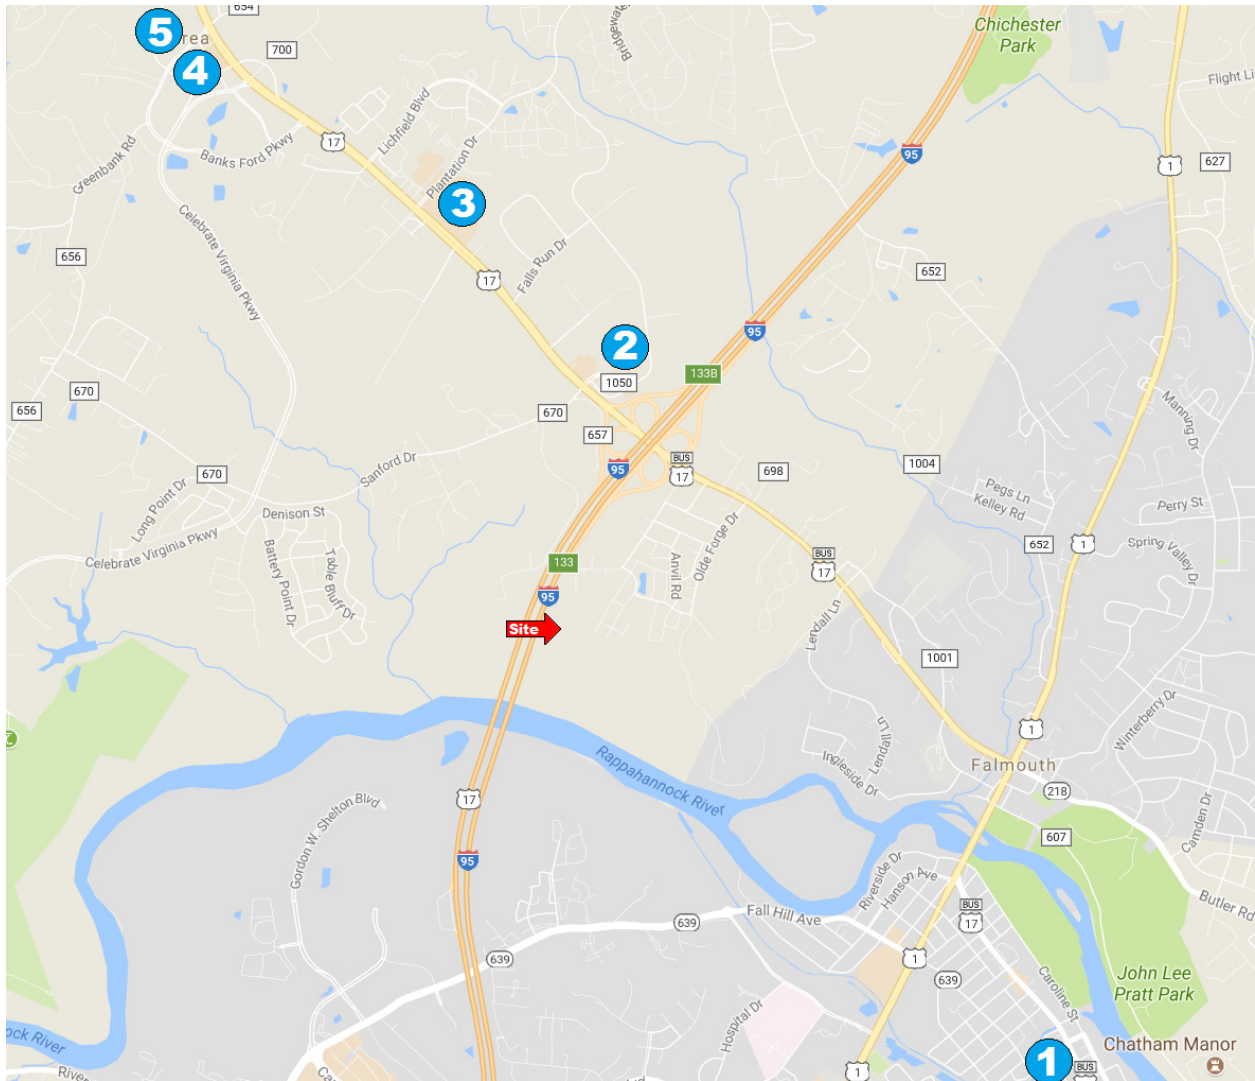 654
Chichester
Park
5
rea
700
4
Bridgeway
Flight Li
Lichfield Blvd
17
95
1
627
Greenbank Rd
Banks Ford Pkwy
Plantation Dr
3
Celebrate Virginia Pkwy
656
Falls Run Dr
17
652
95
2
133B
1050
670
656
670
657
Manning Dr
BUS
17
95
698
1004
670
Sanford Dr
Long Point Dr
Pegs Ln
Kelley Rd
Perry St
Denison St
Olde Forge Dr
652
1
Spring Valley Dr
Celebrate Virginia Pkwy
Battery Point Dr
Table Bluff Dr
133
Anvil Rd
BUS
17
95
Site
Lendall Ln
1001
Winterberry Dr
1
Lendall Ln
Ingleside Dr
Falmouth
Rappahannock River
17
218
Gordon W. Shelton Blvd
607
Camden Dr
95
Riverside Dr
Hanson Ave
Butler Rd
639
Fall Hill Ave
BUS
17
639
1
639
Caroline St
John Lee
Pratt Park
Hospital Dr
ock River
Chatham Manor
1
River
Ca
1
BUS